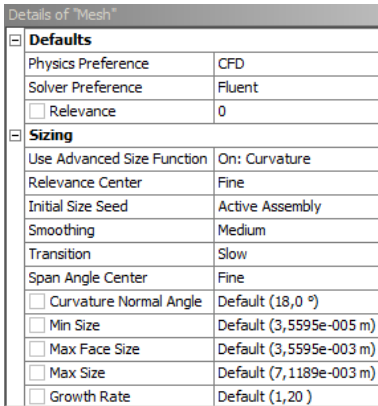 Details of "Mesh"
Defaults
Physics Preference CFD
Solver Preference Fluent
Relevance 0
Sizing
Use Advanced Size Function On: Curvature
Relevance Center Fine
Initial Size Seed Active Assembly
Smoothing Medium
Transition Slow
Span Angle Center Fine
Curvature Normal Angle Default (18,0 °)
Min Size Default (3,5595e-005 m)
Max Face Size Default (3,5595e-003 m)
Max Size Default (7,1189e-003 m)
Growth Rate Default (1,20 )